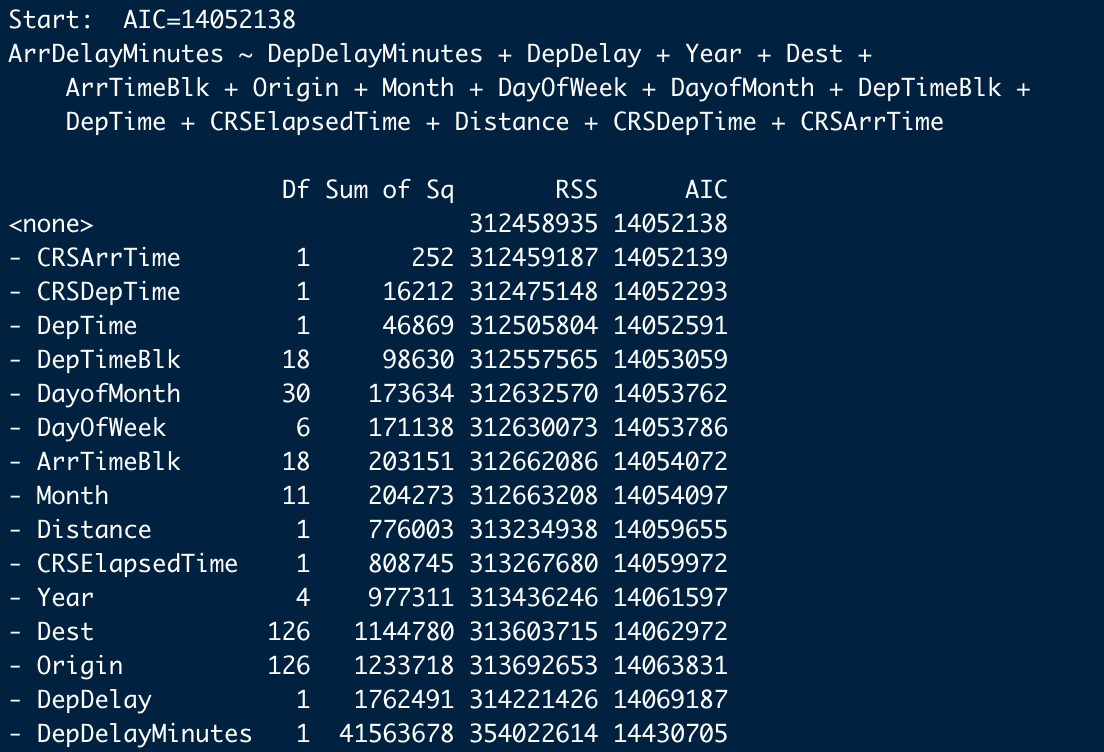 Start:  AIC=14052138
ArrDelayMinutes ~ DepDelayMinutes + DepDelay + Year + Dest +
    ArrTimeBlk + Origin + Month + DayOfWeek + DayofMonth + DepTimeBlk +
    DepTime + CRSElapsedTime + Distance + CRSDepTime + CRSArrTime
                   Df Sum of Sq       RSS      AIC
<none>                          312458935 14052138
- CRSArrTime        1       252 312459187 14052139
- CRSDepTime        1     16212 312475148 14052293
- DepTime           1     46869 312505804 14052591
- DepTimeBlk       18     98630 312557565 14053059
- DayofMonth       30    173634 312632570 14053762
- DayOfWeek         6    171138 312630073 14053786
- ArrTimeBlk       18    203151 312662086 14054072
- Month            11    204273 312663208 14054097
- Distance          1    776003 313234938 14059655
- CRSElapsedTime    1    808745 313267680 14059972
- Year              4    977311 313436246 14061597
- Dest            126   1144780 313603715 14062972
- Origin          126   1233718 313692653 14063831
- DepDelay          1   1762491 314221426 14069187
- DepDelayMinutes   1  41563678 354022614 14430705